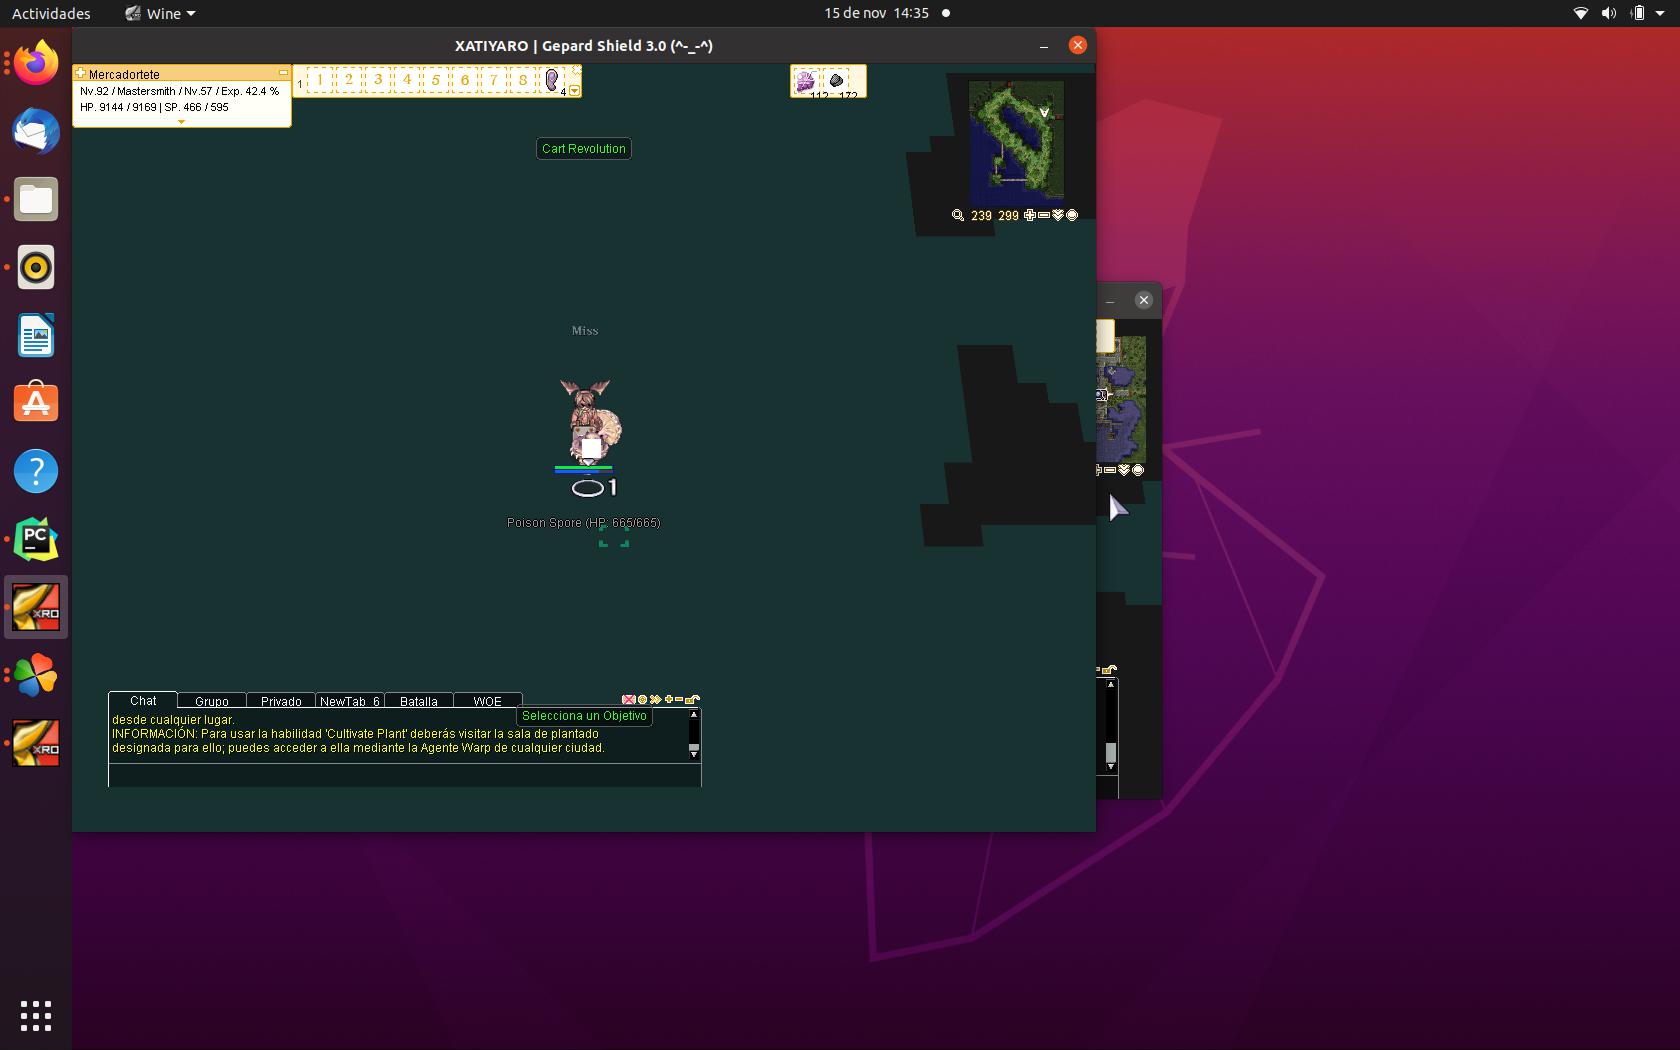 Actividades
Wine
15 de nov 14:35
XATIYARO | Gepard Shield 3.0 (^-_-^)
Mercadortete
Nv.92 / Mastersmith / Nv.57 / Exp. 42.4 %
HP. 9144 / 9169 | SP. 466 / 595
1 1 2 3 4 5 6 7 8 4
112 172
239 299
Cart Revolution
Miss
1
Poison Spore (HP: 665/665)
PC
XRO
XRO
Chat Grupo Privado NewTab_6 Batalla WOE
Selecciona un Objetivo
desde cualquier lugar.
INFORMACIÓN: Para usar la habilidad 'Cultivate Plant' deberás visitar la sala de plantado
designada para ello; puedes acceder a ella mediante la Agente Warp de cualquier ciudad.